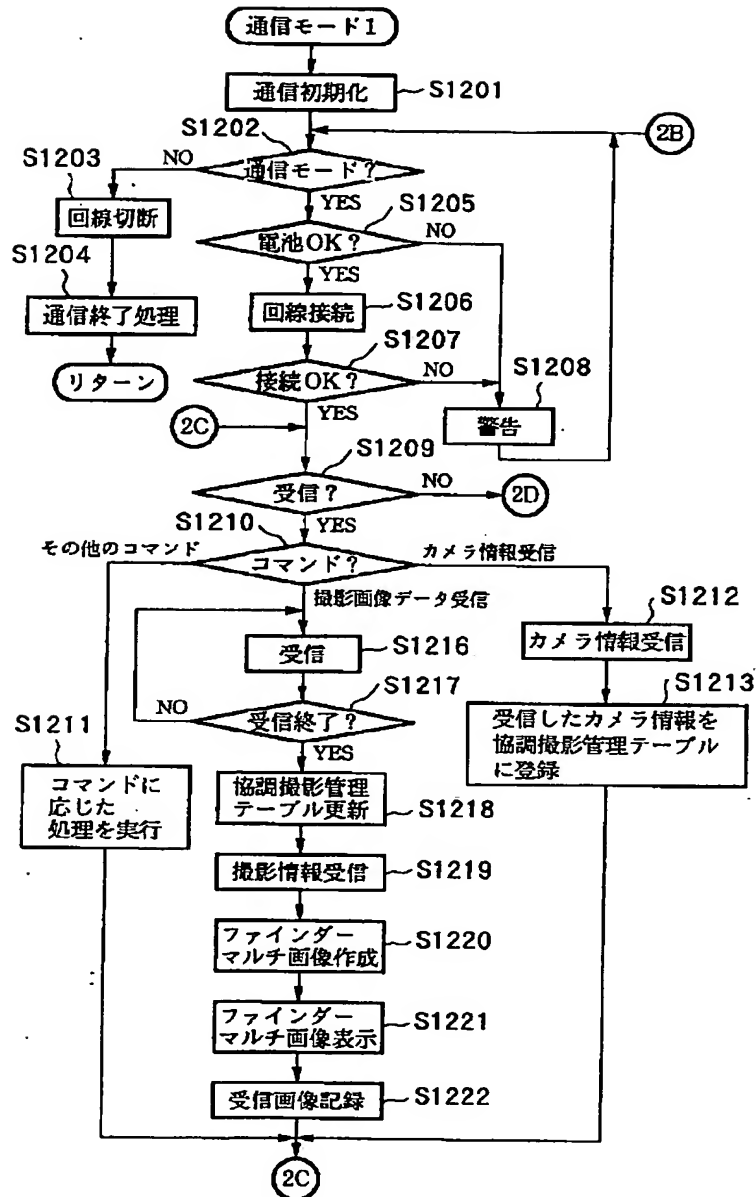 通信モード1
通信初期化
S1201
S1202
2B
S1203
NO
通信モード?
YES
S1205
回線切断
電池OK?
NO
S1204
YES
通信終了処理
回線接続
S1206
S1207
リターン
接続OK?
NO
S1208
YES
警告
2C
S1209
受信?
NO
2D
YES
S1210
その他のコマンド
コマンド?
カメラ情報受信
撮影画像データ受信
S1212
受信
S1216
カメラ情報受信
S1217
S1213
NO
受信終了?
S1211
YES
受信したカメラ情報を
協調撮影管理テーブル
に登録
コマンドに
応じた
処理を実行
協調撮影管理
テーブル更新
S1218
撮影情報受信
S1219
ファインダー
マルチ画像作成
S1220
ファインダー
マルチ画像表示
S1221
受信画像記録
S1222
2C